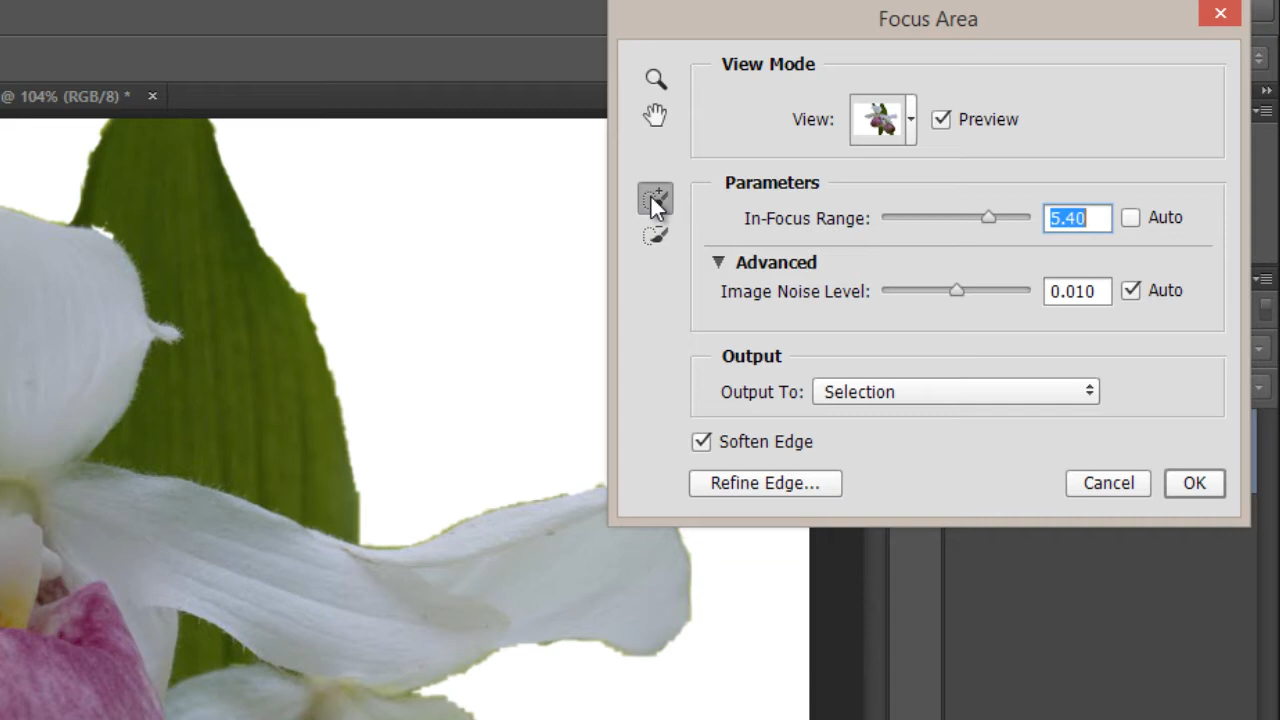 Focus Area
@ 104% (RGB/8) *
View Mode
View:
Preview
Parameters
In-Focus Range:
5.40
Auto
Advanced
Image Noise Level:
0.010
Auto
Output
Output To:
Selection
Soften Edge
Refine Edge...
Cancel
OK